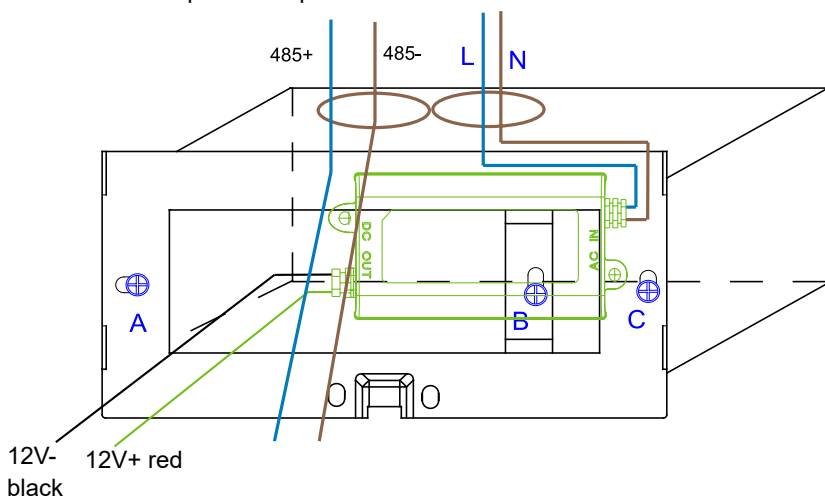 485+
485-
L
N
DC OUT
AC IN
A
B
C
12V-
black
12V+ red